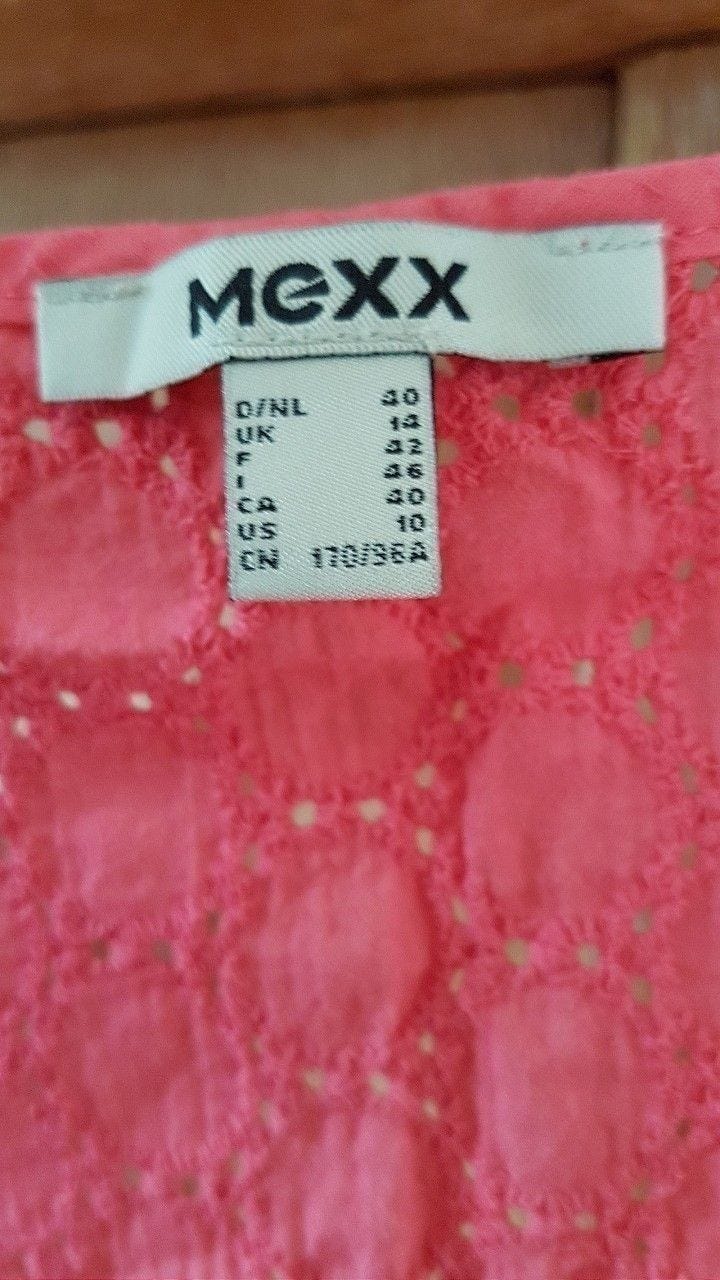 MEXX
D/NL 40
UK 14
F 42
I 46
CA 40
US 10
CN 170/96A